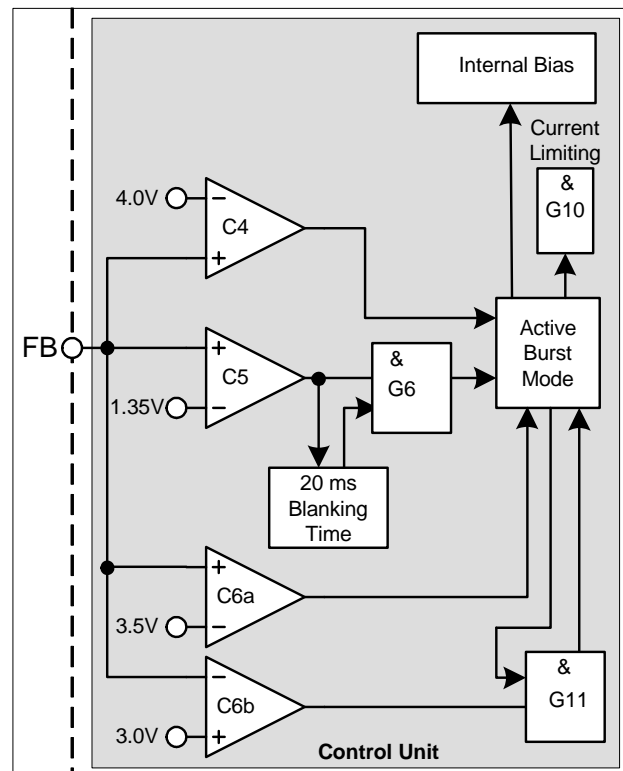 Internal Bias
Current
Limiting
&
G10
4.0V
−
C4
+
FB
+
C5
−
1.35V
&
G6
Active
Burst
Mode
20 ms
Blanking
Time
+
C6a
−
3.5V
−
C6b
+
3.0V
&
G11
Control Unit